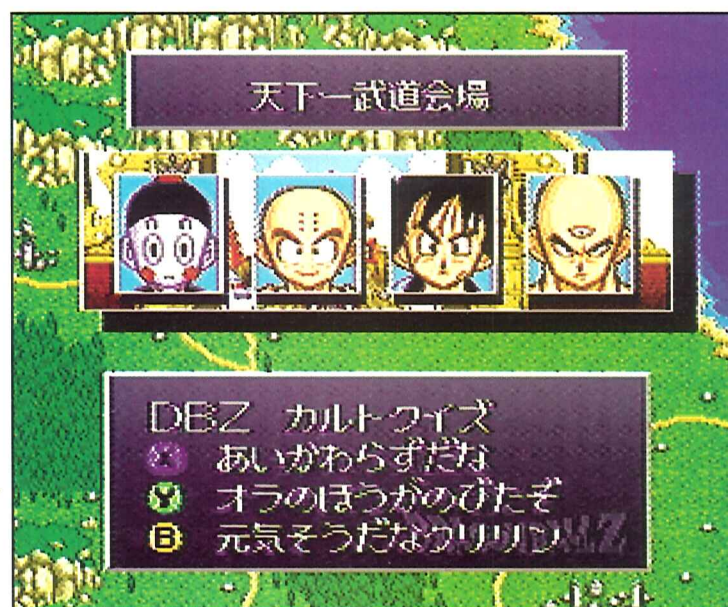 天下一武道会場
DBZ カルトクイズ
X あいかわらずだな
Y オラのほうがのびたぞ
B 元気そうだなクリリン